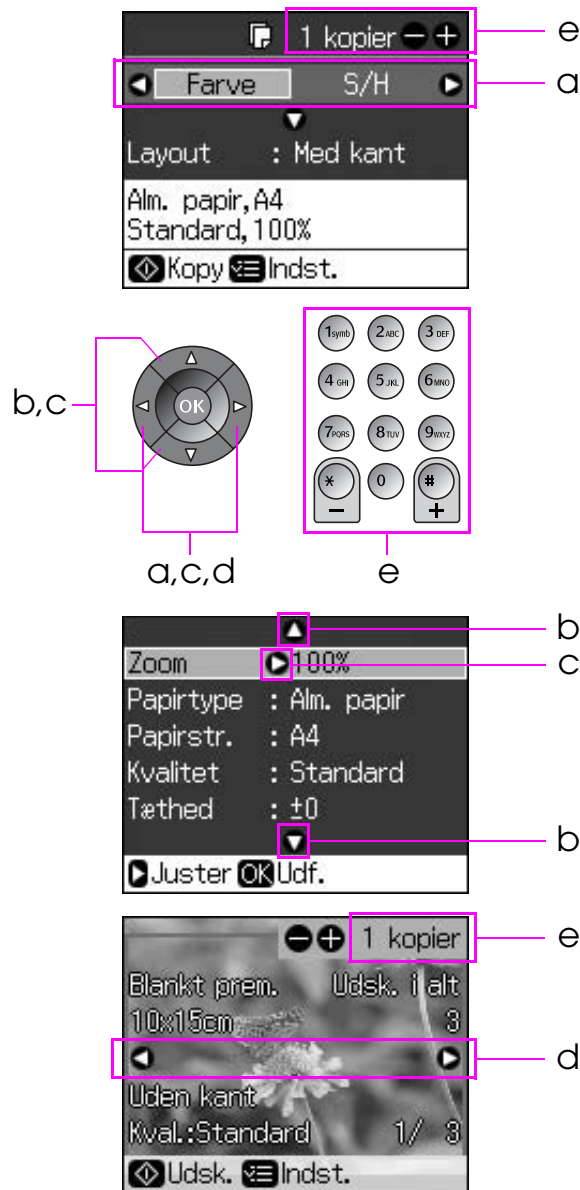 1 kopier e
Farve S/H a
Layout : Med kant
Alm. papir, A4
Standard, 100%
Kopy Indst.
b,c
OK
a,c,d
1symb 2ABC 3DEF
4GHI 5JKL 6MNO
7PQRS 8TUV 9WXYZ
* 0 #
− +
e
b
Zoom 100% c
Papirtype : Alm. papir
Papirstr. : A4
Kvalitet : Standard
Tæthed : ±0
b
Juster OK Udf.
1 kopier e
Blankt prem. Udsk. i alt
10x15cm 3
d
Uden kant
Kval.:Standard 1/ 3
Udsk. Indst.